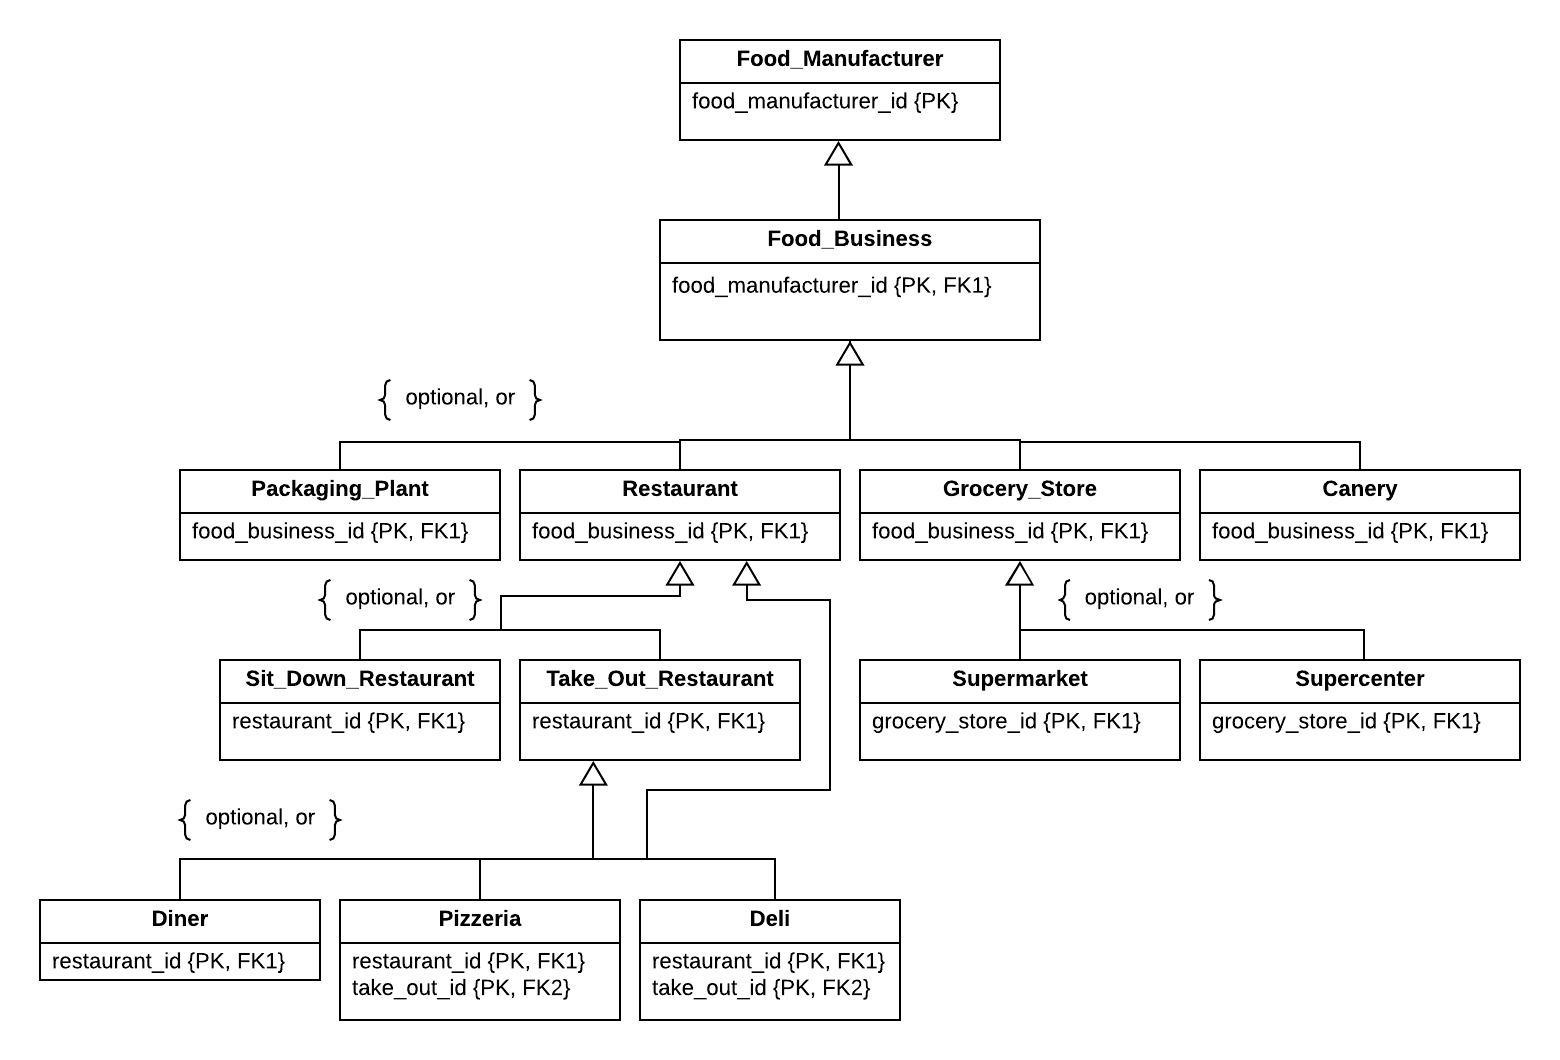 Food_Manufacturer
food_manufacturer_id {PK}
Food_Business
food_manufacturer_id {PK, FK1}
{ optional, or }
Packaging_Plant
food_business_id {PK, FK1}
Restaurant
food_business_id {PK, FK1}
Grocery_Store
food_business_id {PK, FK1}
Canery
food_business_id {PK, FK1}
{ optional, or }
{ optional, or }
Sit_Down_Restaurant
restaurant_id {PK, FK1}
Take_Out_Restaurant
restaurant_id {PK, FK1}
Supermarket
grocery_store_id {PK, FK1}
Supercenter
grocery_store_id {PK, FK1}
{ optional, or }
Diner
restaurant_id {PK, FK1}
Pizzeria
restaurant_id {PK, FK1}
take_out_id {PK, FK2}
Deli
restaurant_id {PK, FK1}
take_out_id {PK, FK2}